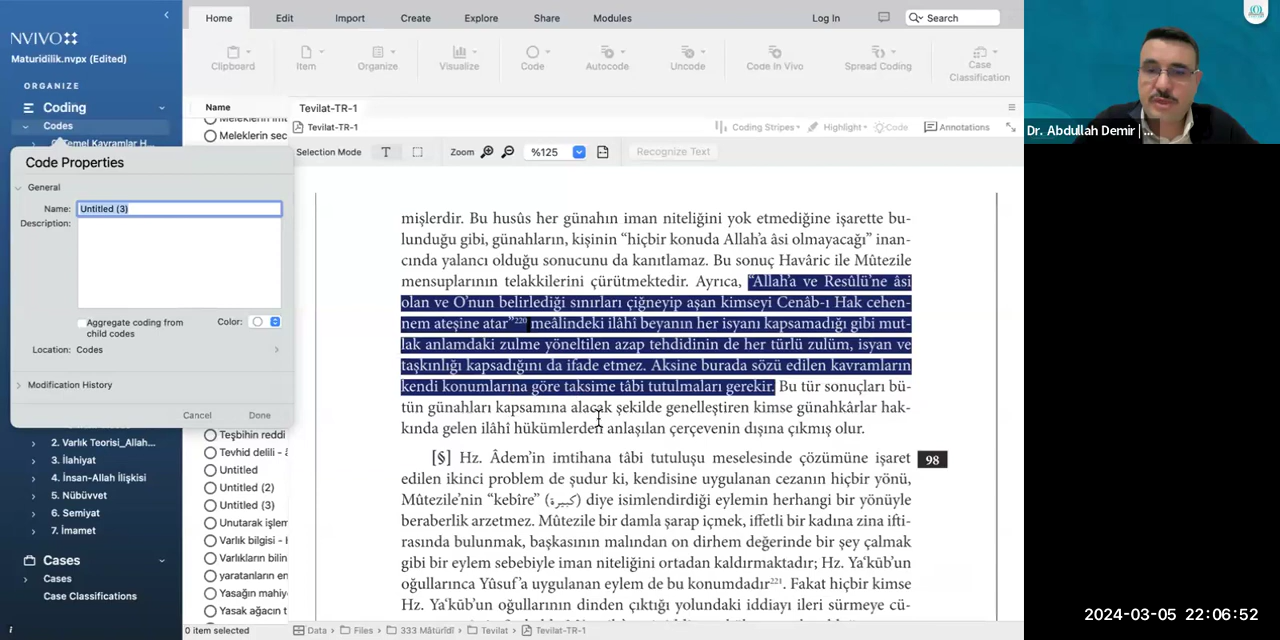 NVIVO
Maturidilik.nvpx (Edited)
Home Edit Import Create Explore Share Modules Log In Search
Clipboard Item Organize Visualize Code Autocode Uncode Code In Vivo Spread Coding Case Classification
ORGANIZE
Coding
Codes
Code Properties
General
Name: Untitled (3)
Description:
Aggregate coding from child codes
Color:
Location: Codes
Modification History
Cancel Done
2. Varlık Teorisi_Allah...
3. İlahiyat
4. İnsan-Allah İlişkisi
5. Nübüvvet
6. Semiyat
7. İmamet
Cases
Cases
Case Classifications
Name
Meleklerin sec
Teşbihin reddi
Tevhid delili - â
Untitled
Untitled (2)
Untitled (3)
Unutarak işlem
Varlık bilgisi - H
Varlıkların bilin
yaratanların en
Yasağın mahiy
Yasak ağacın t
0 item selected
Tevilat-TR-1
Tevilat-TR-1
Coding Stripes Highlight Code Annotations
Selection Mode T Zoom %125 Recognize Text
mişlerdir. Bu husûs her günahın iman niteliğini yok etmediğine işarette bu-
lunduğu gibi, günahların, kişinin “hiçbir konuda Allah’a âsi olmayacağı” inan-
cında yalancı olduğu sonucunu da kanıtlamaz. Bu sonuç Havâric ile Mûtezile
mensuplarının telakkilerini çürütmektedir. Ayrıca, “Allah’a ve Resûlü’ne âsi
olan ve O’nun belirlediği sınırları çiğneyip aşan kimseyi Cenâb-ı Hak cehen-
nem ateşine atar”220 meâlindeki ilâhî beyanın her isyanı kapsamadığı gibi mut-
lak anlamdaki zulme yöneltilen azap tehdidinin de her türlü zulüm, isyan ve
taşkınlığı kapsadığını da ifade etmez. Aksine burada sözü edilen kavramların
kendi konumlarına göre taksime tâbi tutulmaları gerekir. Bu tür sonuçları bü-
tün günahları kapsamına alacak şekilde genelleştiren kimse günahkârlar hak-
kında gelen ilâhî hükümlerden anlaşılan çerçevenin dışına çıkmış olur.
[§] Hz. Âdem’in imtihana tâbi tutuluşu meselesinde çözümüne işaret
98
edilen ikinci problem de şudur ki, kendisine uygulanan cezanın hiçbir yönü,
Mûtezile’nin “kebîre” (كبيرة) diye isimlendirdiği eylemin herhangi bir yönüyle
beraberlik arzetmez. Mûtezile bir damla şarap içmek, iffetli bir kadına zina ifti-
rasında bulunmak, başkasının malından on dirhem değerinde bir şey çalmak
gibi bir eylem sebebiyle iman niteliğini ortadan kaldırmaktadır; Hz. Ya‘kūb’un
oğullarınca Yûsuf’a uygulanan eylem de bu konumdadır221. Fakat hiçbir kimse
Hz. Ya‘kūb’un oğullarının dinden çıktığı yolundaki iddiayı ileri sürmeye cü-
Data Files 333 Mâtürîdî Tevilat Tevilat-TR-1
Dr. Abdullah Demir | ...
2024-03-05 22:06:52